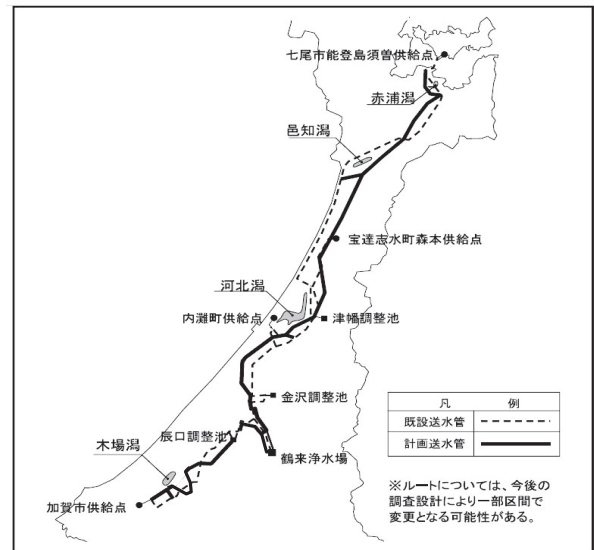 七尾市能登島須曽供給点
赤浦潟
邑知潟
宝達志水町森本供給点
河北潟
内灘町供給点
津幡調整池
金沢調整池
辰口調整池
木場潟
鶴来浄水場
加賀市供給点
凡 例
既設送水管
計画送水管
※ルートについては、今後の
調査設計により一部区間で
変更となる可能性がある。